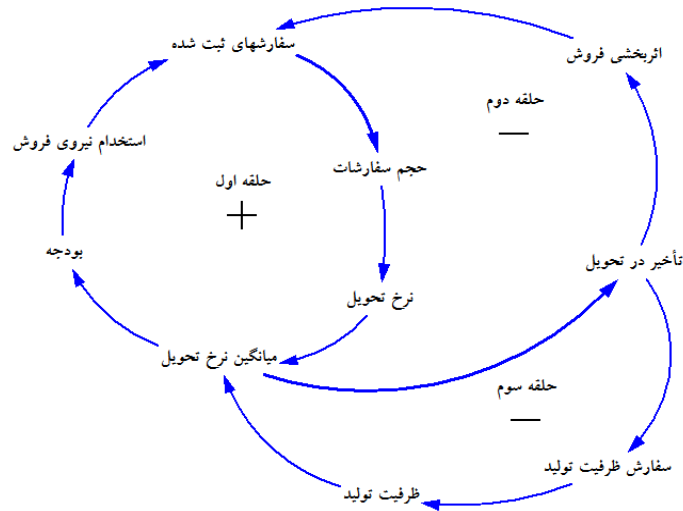 سفارشهای ثبت شده
اثربخشی فروش
حلقه دوم
—
استخدام نیروی فروش
حجم سفارشات
حلقه اول
+
بودجه
تأخیر در تحویل
نرخ تحویل
میانگین نرخ تحویل
حلقه سوم
—
سفارش ظرفیت تولید
ظرفیت تولید